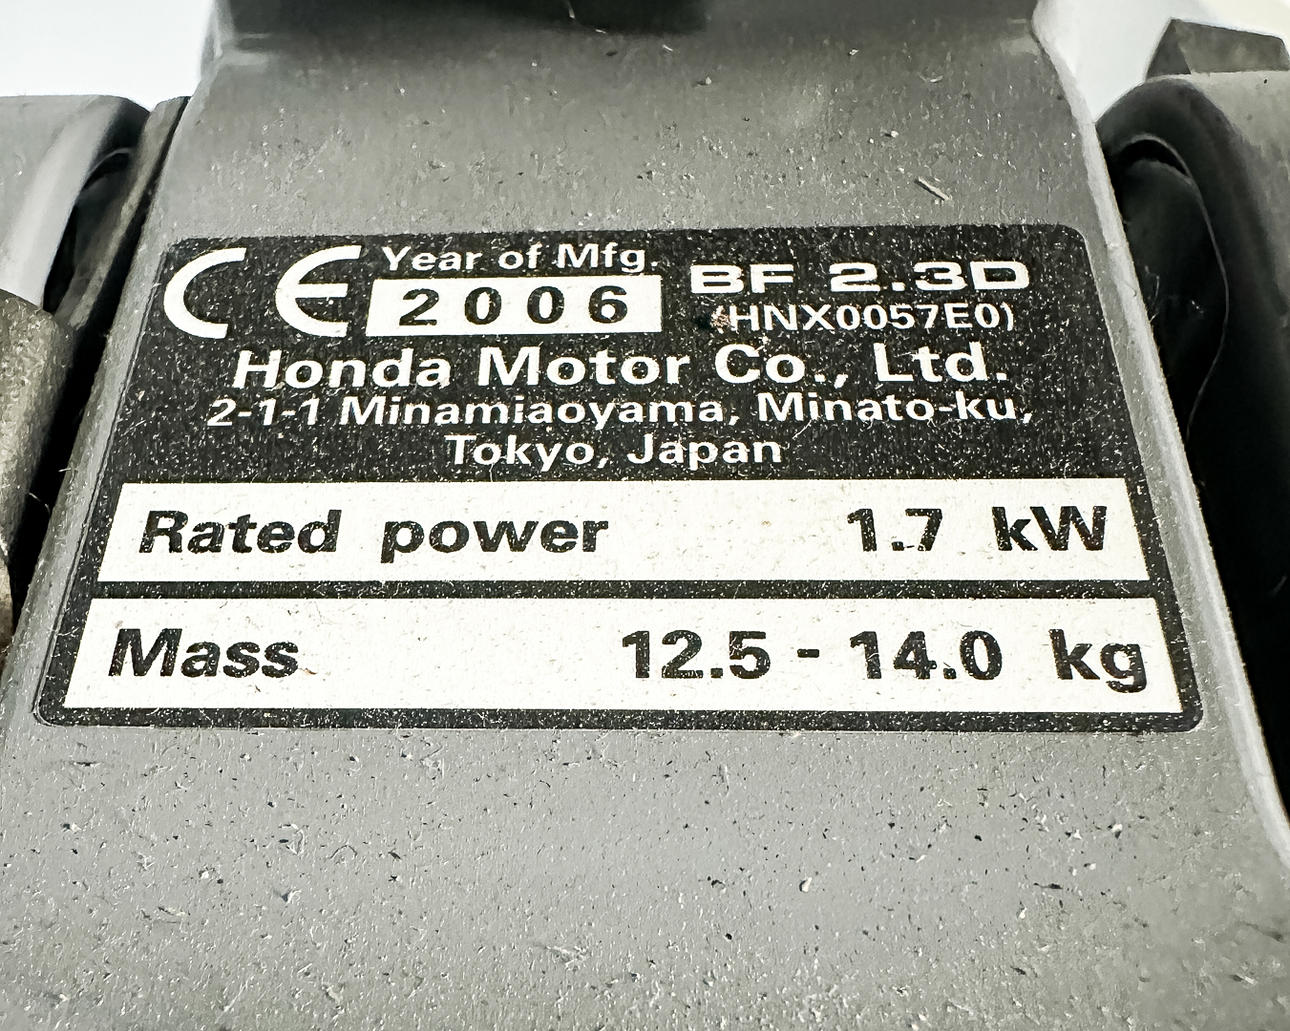 CE Year of Mfg. BF 2.3D
2006 (HNX0057E0)
Honda Motor Co., Ltd.
2-1-1 Minamiaoyama, Minato-ku,
Tokyo, Japan
Rated power 1.7 kW
Mass 12.5 - 14.0 kg